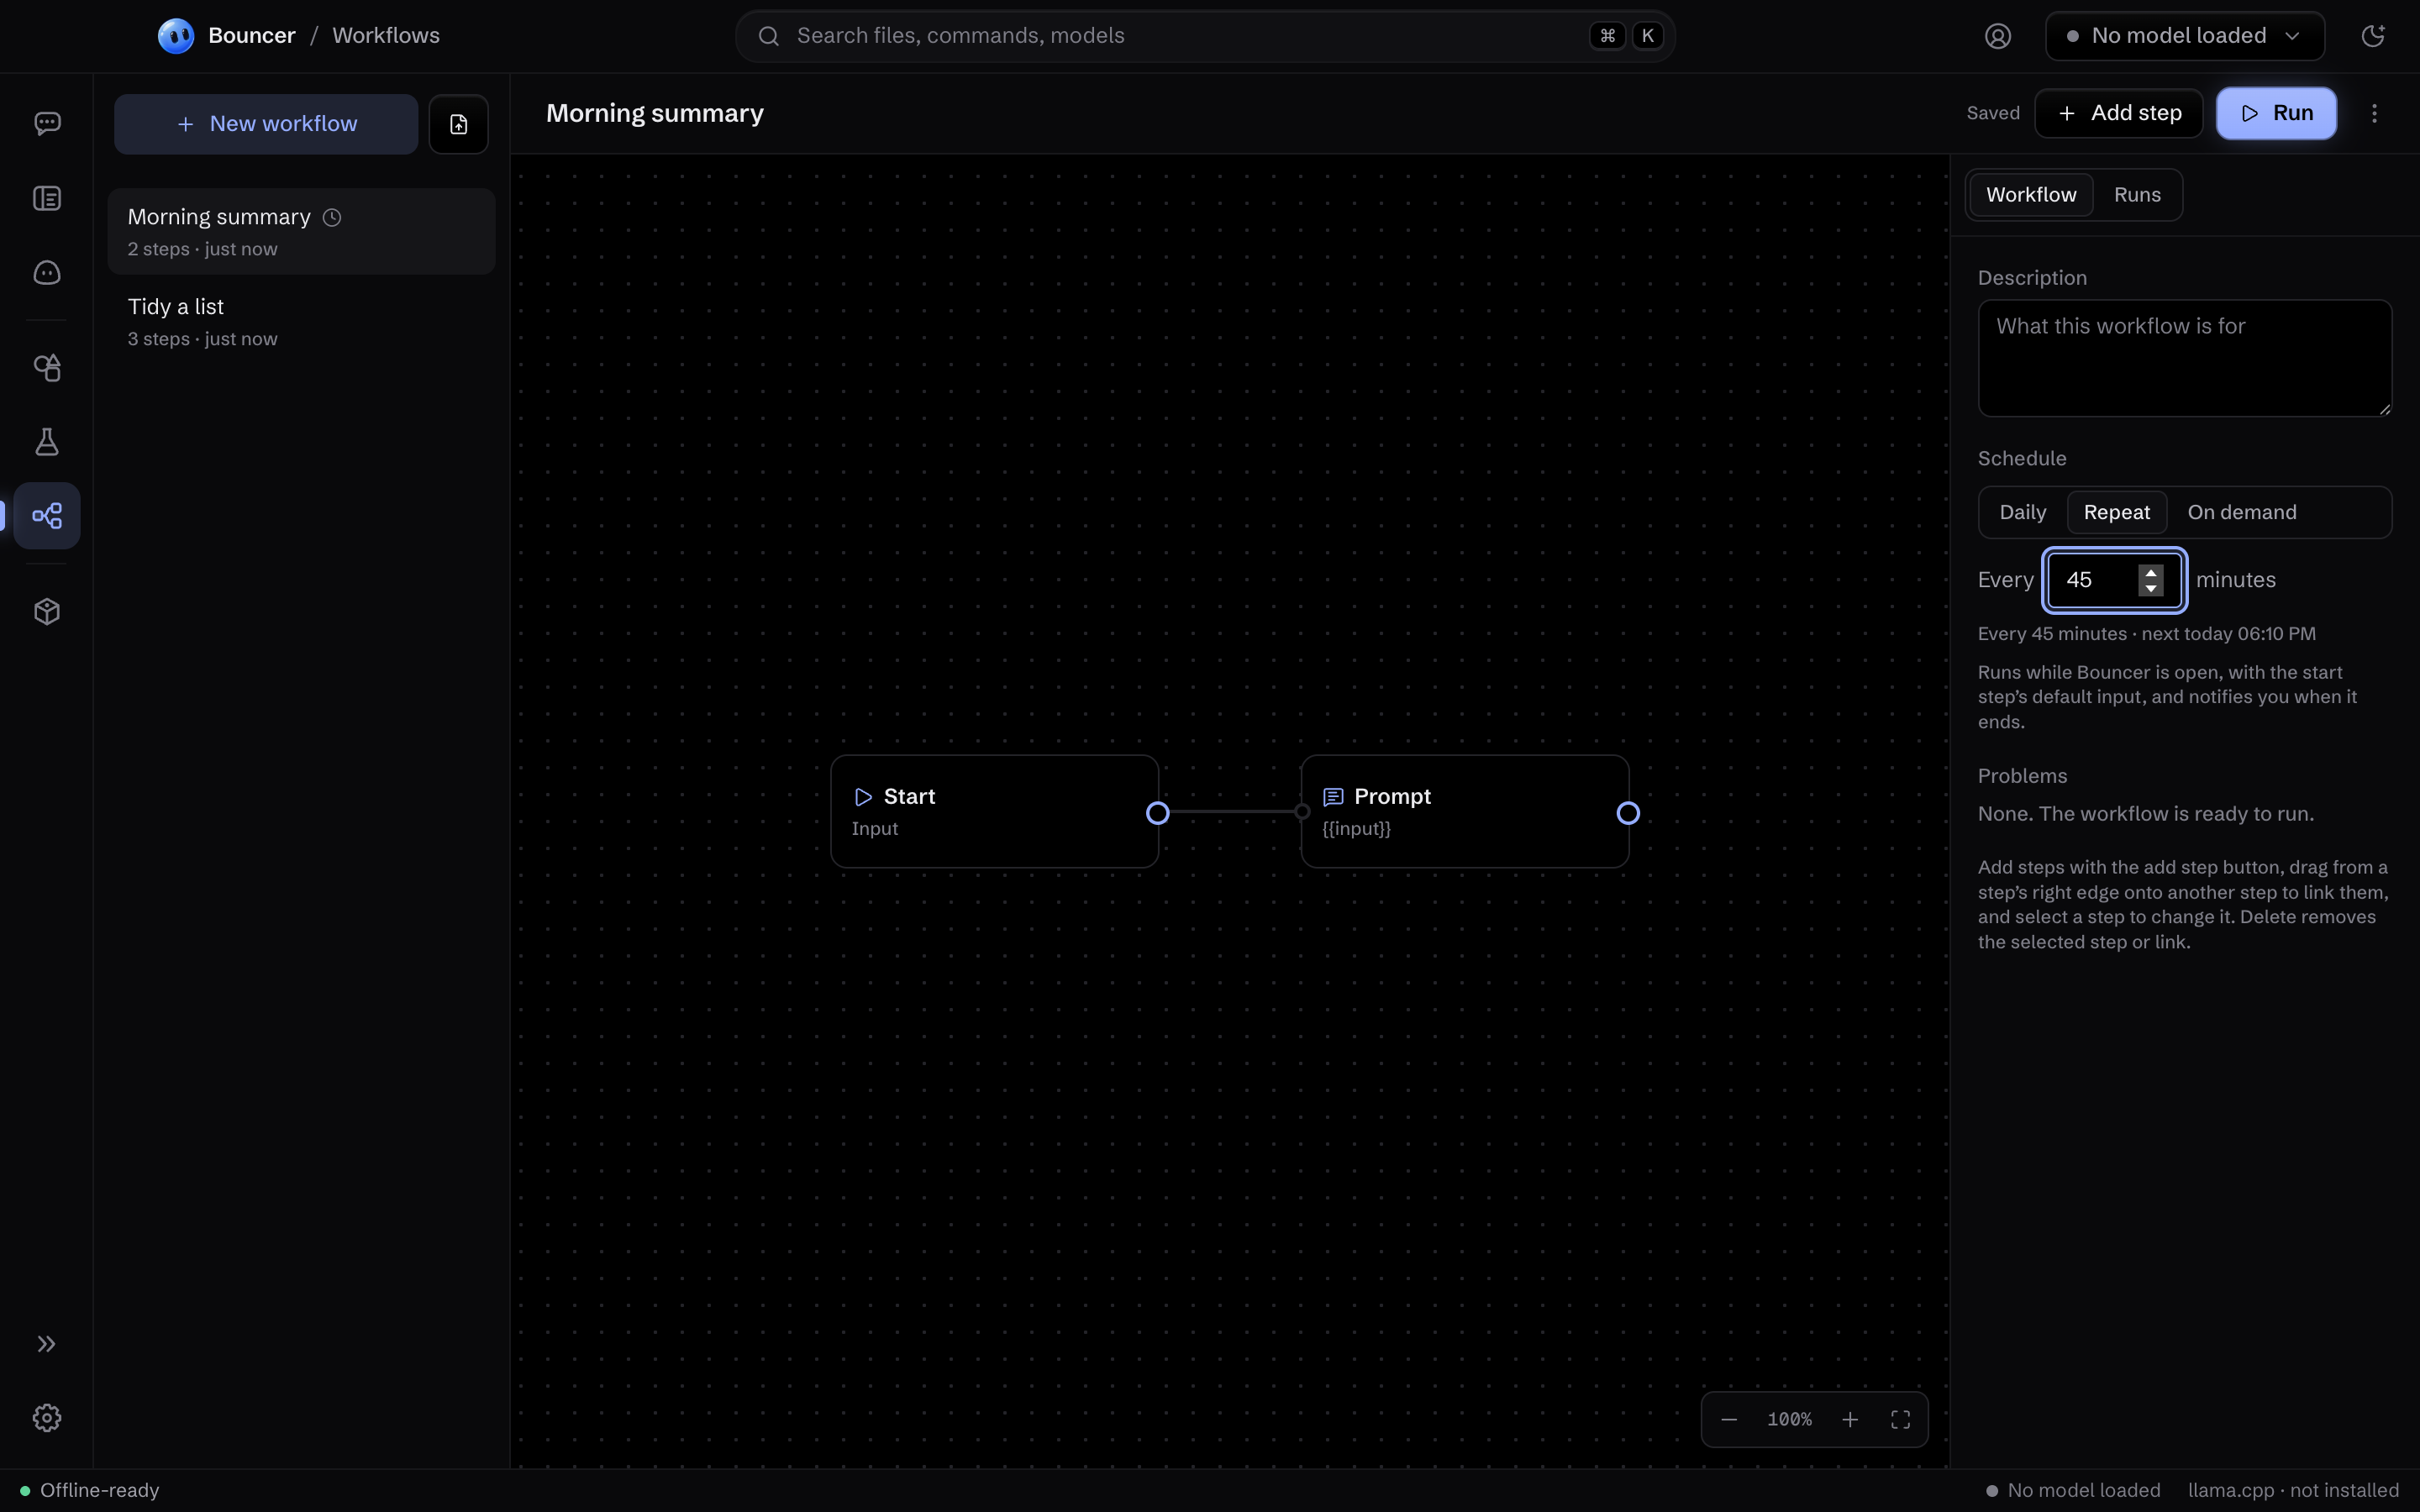 Bouncer / Workflows
Search files, commands, models
⌘ K
No model loaded
New workflow
Morning summary
2 steps · just now
Tidy a list
3 steps · just now
Morning summary
Saved
Add step
Run
Workflow
Runs
Description
What this workflow is for
Schedule
Daily
Repeat
On demand
Every 45 minutes
Every 45 minutes · next today 06:10 PM
Runs while Bouncer is open, with the start
step’s default input, and notifies you when it
ends.
Problems
None. The workflow is ready to run.
Add steps with the add step button, drag from a
step’s right edge onto another step to link them,
and select a step to change it. Delete removes
the selected step or link.
Start
Input
Prompt
{{input}}
100%
Offline-ready
No model loaded
llama.cpp · not installed